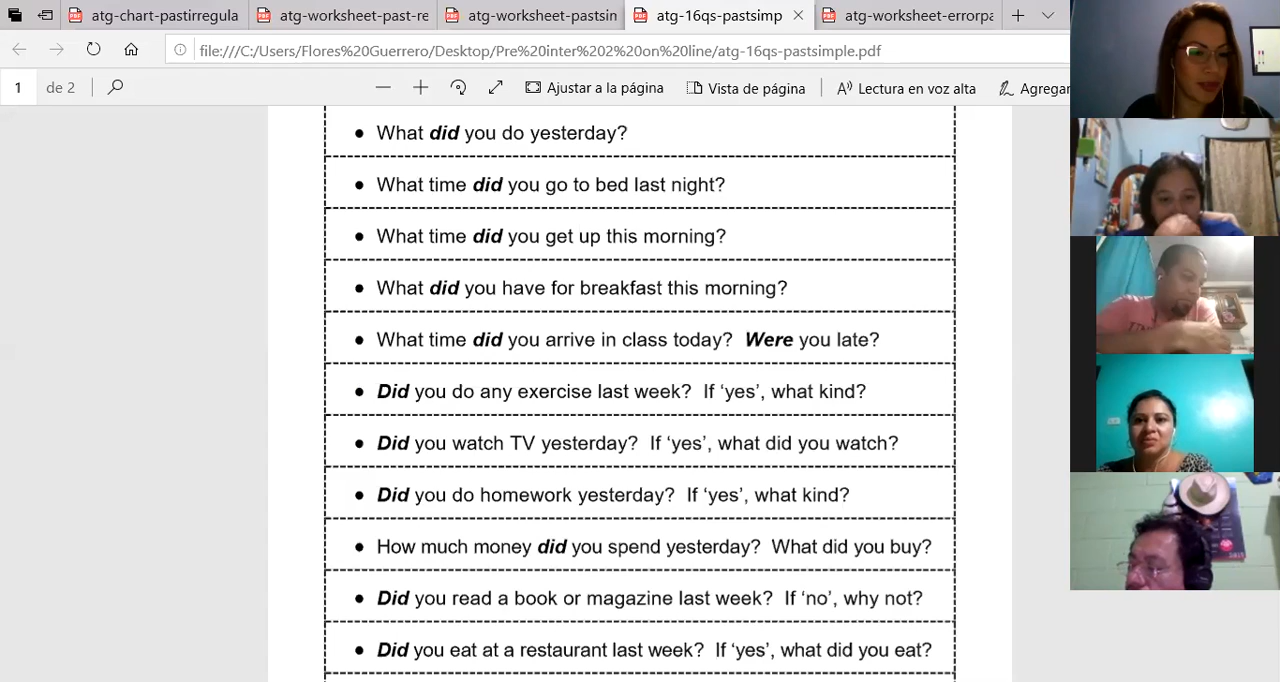 atg-chart-pastirregula
atg-worksheet-past-re
atg-worksheet-pastsin
atg-16qs-pastsimp
atg-worksheet-errorpa
file:///C:/Users/Flores%20Guerrero/Desktop/Pre%20inter%202%20on%20line/atg-16qs-pastsimple.pdf
1 de 2
Ajustar a la página
Vista de página
Lectura en voz alta
Agregar
• What did you do yesterday?
• What time did you go to bed last night?
• What time did you get up this morning?
• What did you have for breakfast this morning?
• What time did you arrive in class today? Were you late?
• Did you do any exercise last week? If ‘yes’, what kind?
• Did you watch TV yesterday? If ‘yes’, what did you watch?
• Did you do homework yesterday? If ‘yes’, what kind?
• How much money did you spend yesterday? What did you buy?
• Did you read a book or magazine last week? If ‘no’, why not?
• Did you eat at a restaurant last week? If ‘yes’, what did you eat?